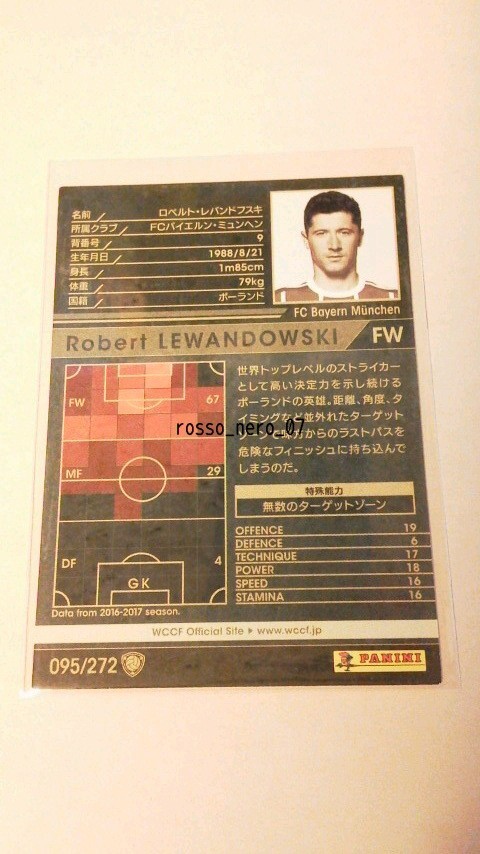 名前 ロベルト・レバンドフスキ
所属クラブ FCバイエルン・ミュンヘン
背番号 9
生年月日 1988/8/21
身長 1m85cm
体重 79kg
国籍 ポーランド
FC Bayern München
Robert LEWANDOWSKI FW
世界トップレベルのストライカー
として高い決定力を示し続ける
ポーランドの英雄。距離、角度、タ
イミングなど並外れたターゲット
味方からのラストパスを
危険なフィニッシュに持ち込んで
しまうのだ。
rosso_nero_07
FW 67
MF 29
DF 4
GK
Data from 2016-2017 season.
特殊能力
無数のターゲットゾーン
OFFENCE 19
DEFENCE 6
TECHNIQUE 17
POWER 18
SPEED 16
STAMINA 16
WCCF Official Site ▶ www.wccf.jp
095/272
PANINI